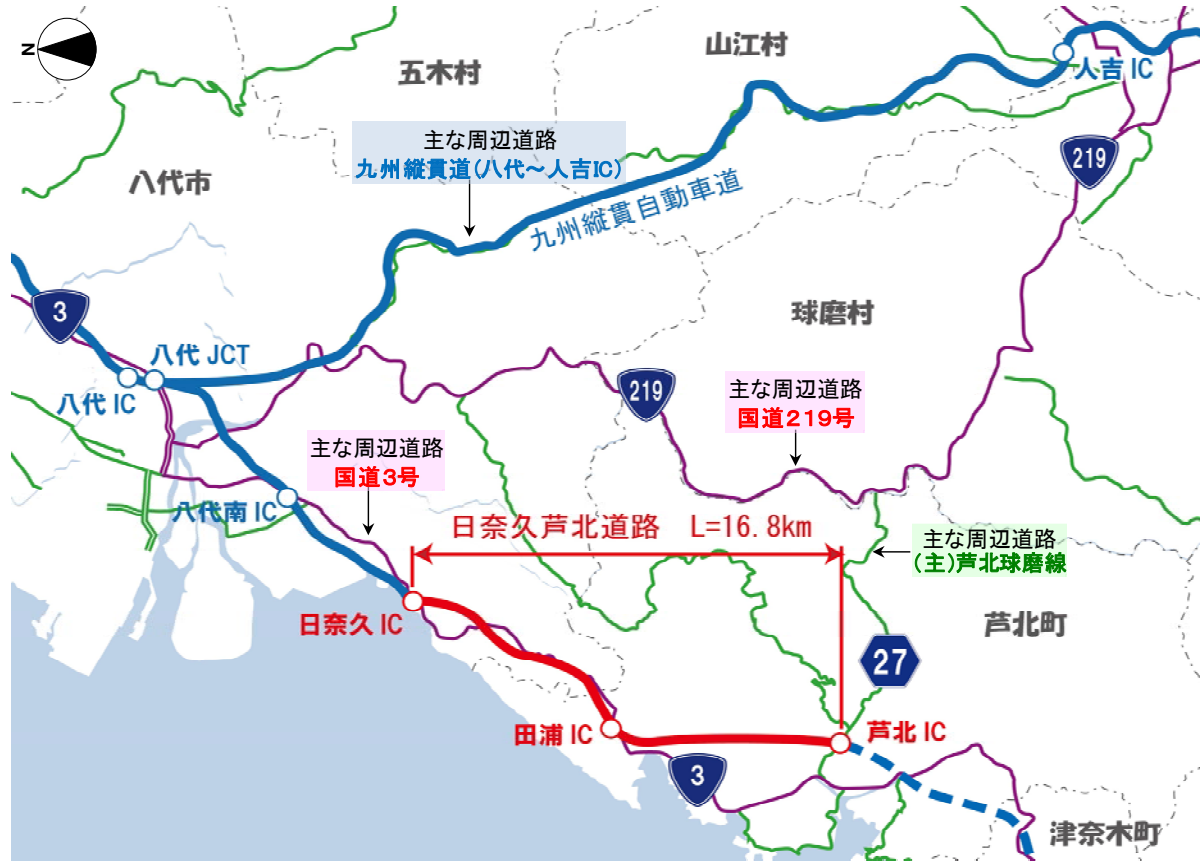 N
山江村
五木村
人吉 IC
主な周辺道路
九州縦貫道(八代～人吉IC)
219
八代市
九州縦貫自動車道
3
球磨村
八代 JCT
八代 IC
219
主な周辺道路
国道219号
主な周辺道路
国道3号
八代南 IC
日奈久芦北道路 L=16.8km
主な周辺道路
(主)芦北球磨線
日奈久 IC
芦北町
27
田浦 IC
芦北 IC
3
津奈木町